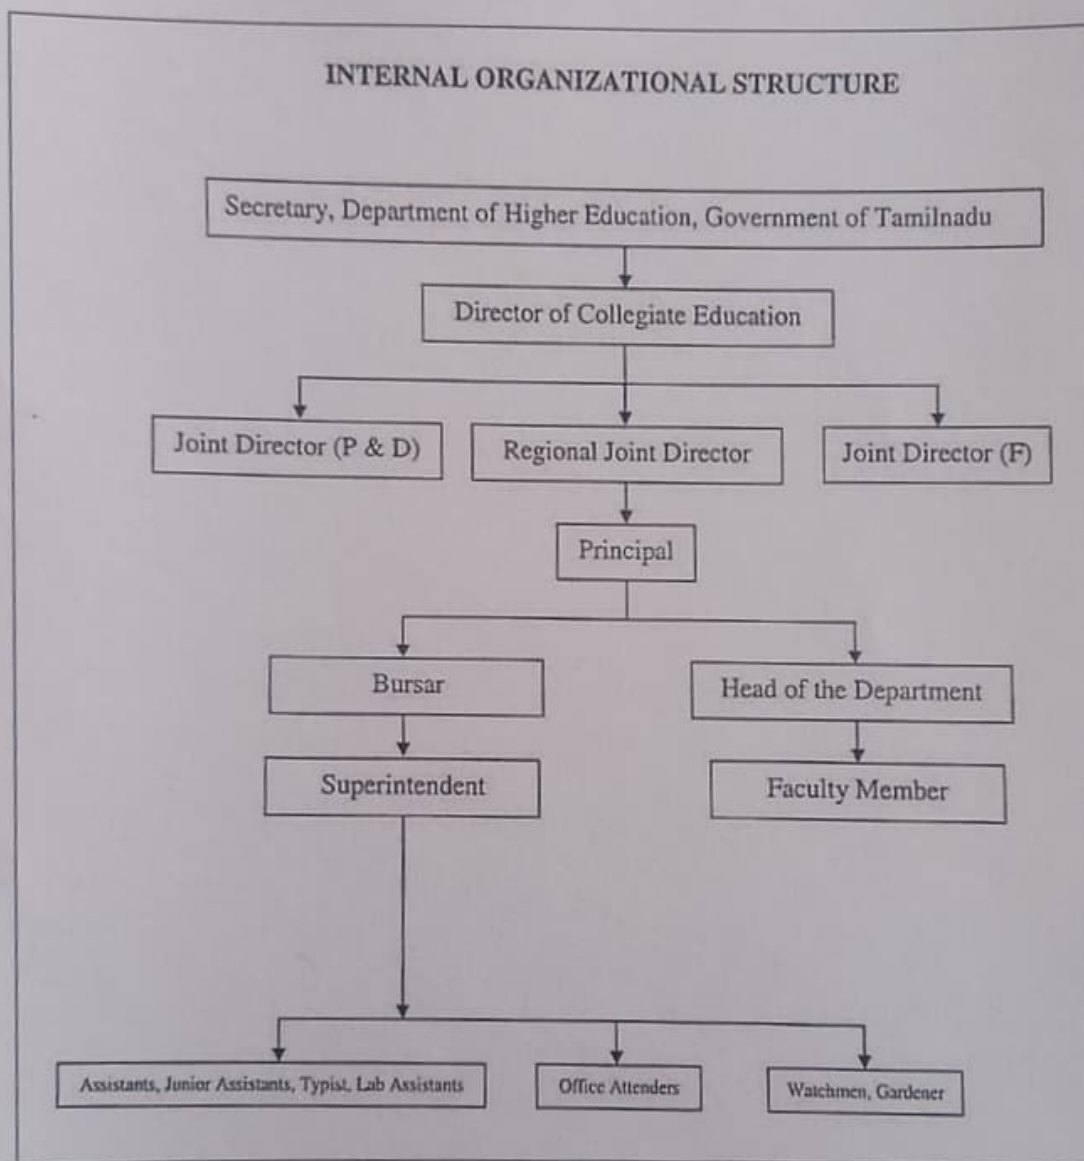 INTERNAL ORGANIZATIONAL STRUCTURE
Secretary, Department of Higher Education, Government of Tamilnadu
Director of Collegiate Education
Joint Director (P & D)
Regional Joint Director
Joint Director (F)
Principal
Bursar
Head of the Department
Superintendent
Faculty Member
Assistants, Junior Assistants, Typist, Lab Assistants
Office Attenders
Watchmen, Gardener